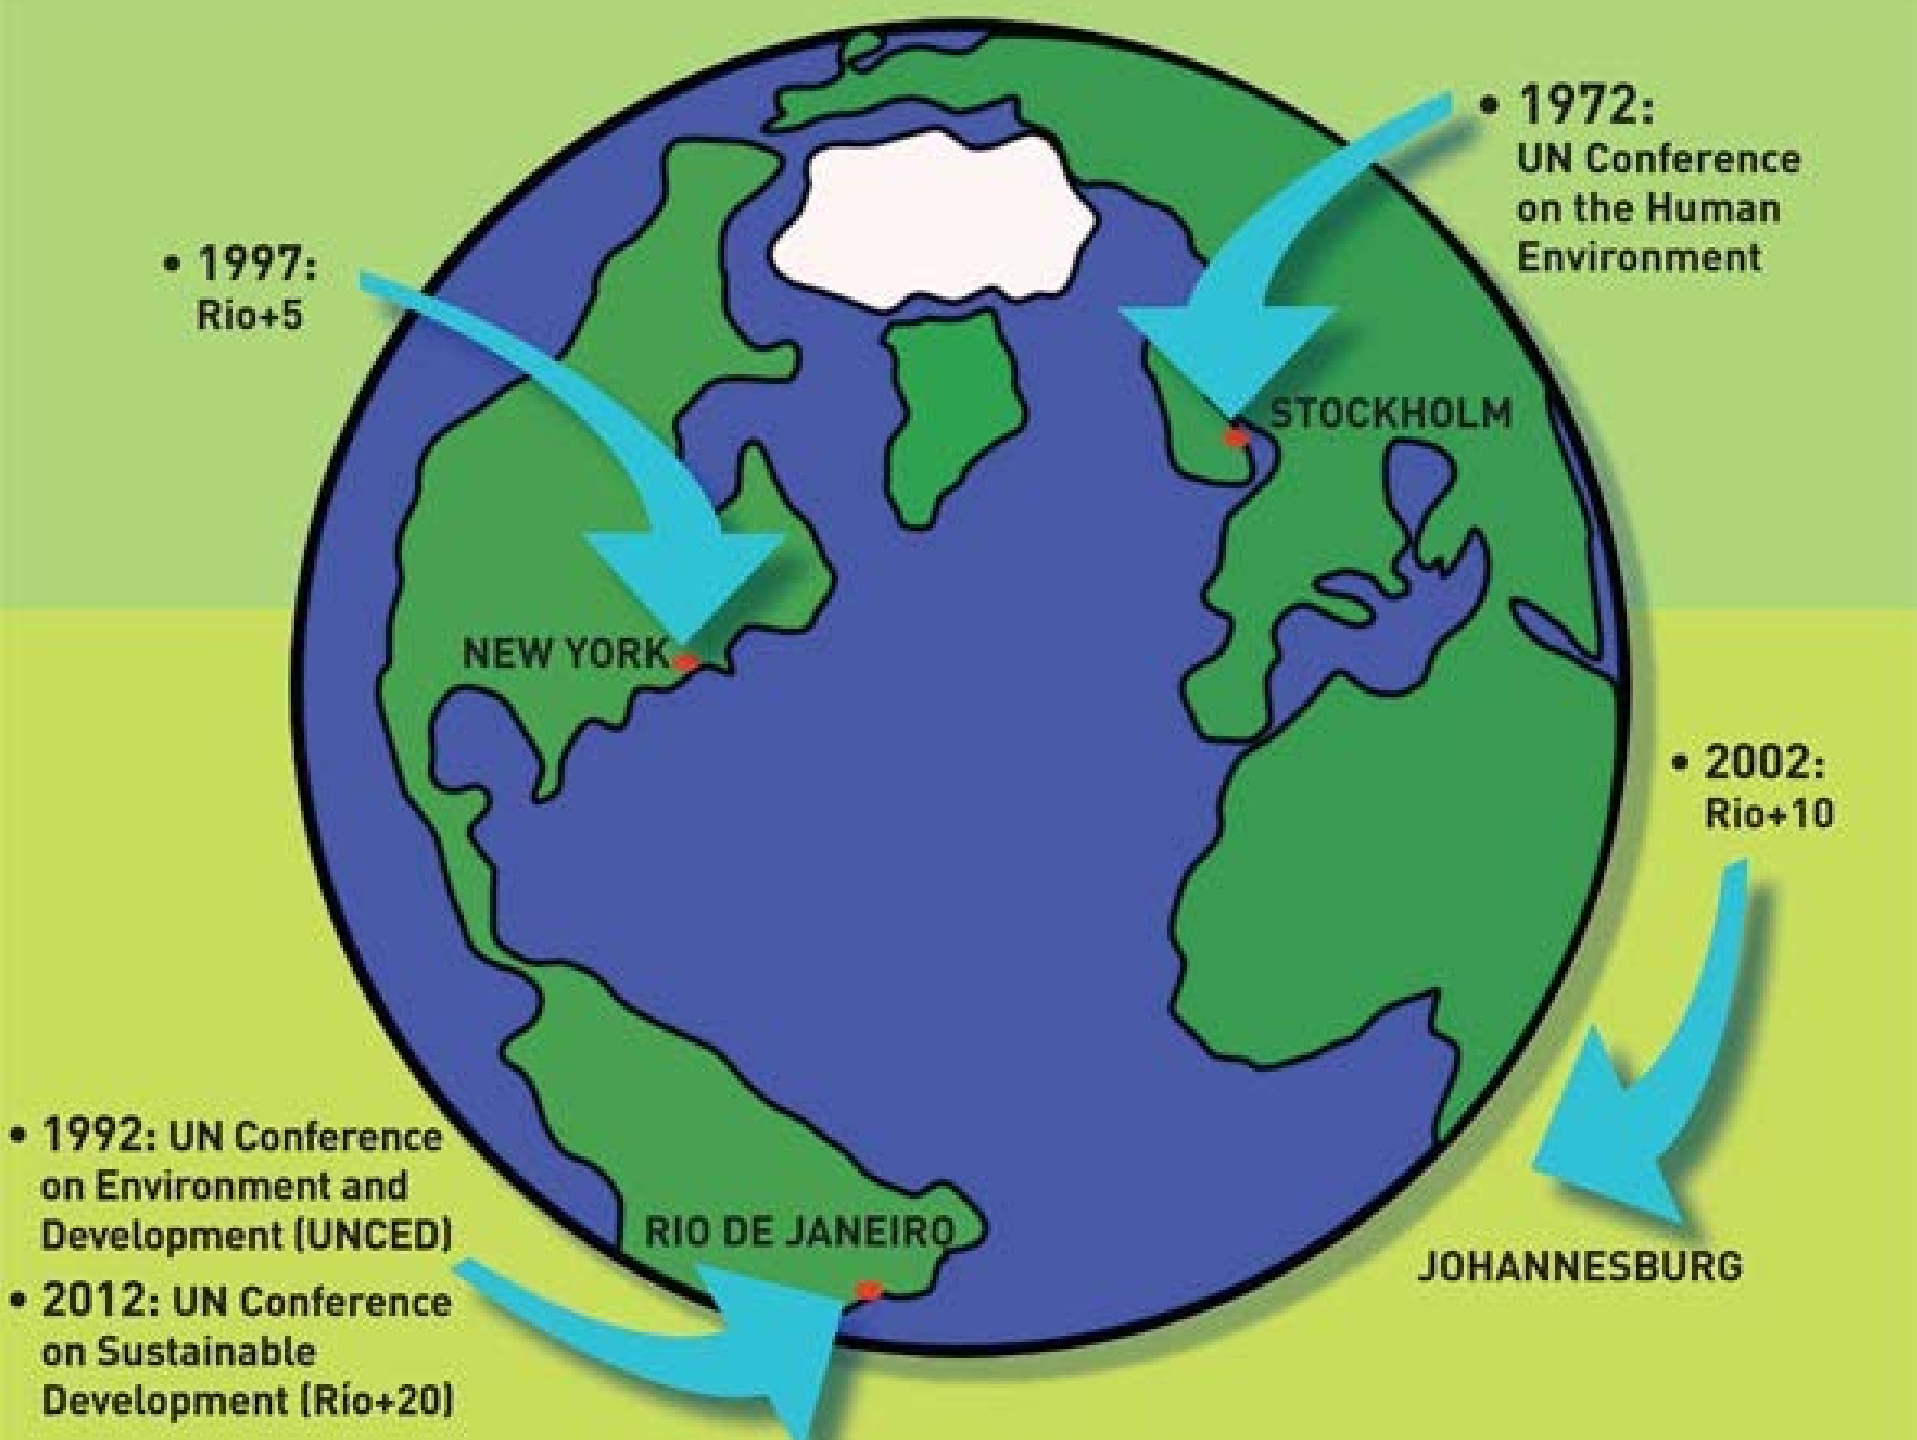 • 1972:
UN Conference
on the Human
Environment
• 1997:
Rio+5
STOCKHOLM
NEW YORK
• 2002:
Rio+10
• 1992: UN Conference
on Environment and
Development (UNCED)
RIO DE JANEIRO
JOHANNESBURG
• 2012: UN Conference
on Sustainable
Development (Rio+20)